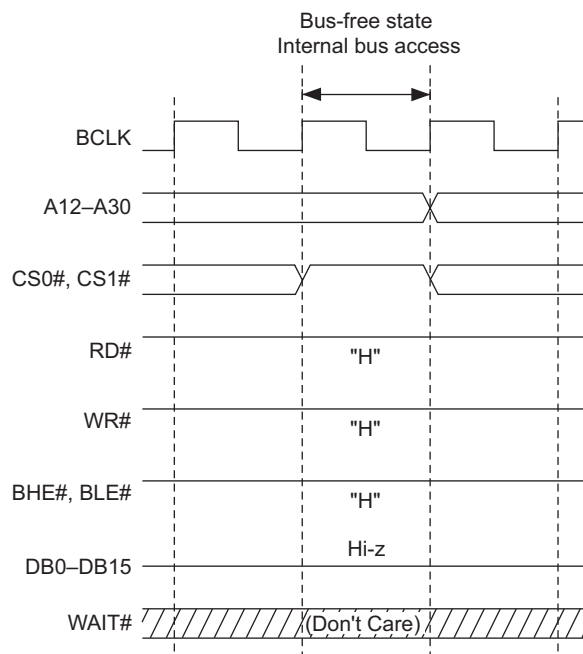 Bus-free state
Internal bus access
BCLK
A12–A30
CS0#, CS1#
RD#
"H"
WR#
"H"
BHE#, BLE#
"H"
Hi-z
DB0–DB15
WAIT#
(Don't Care)